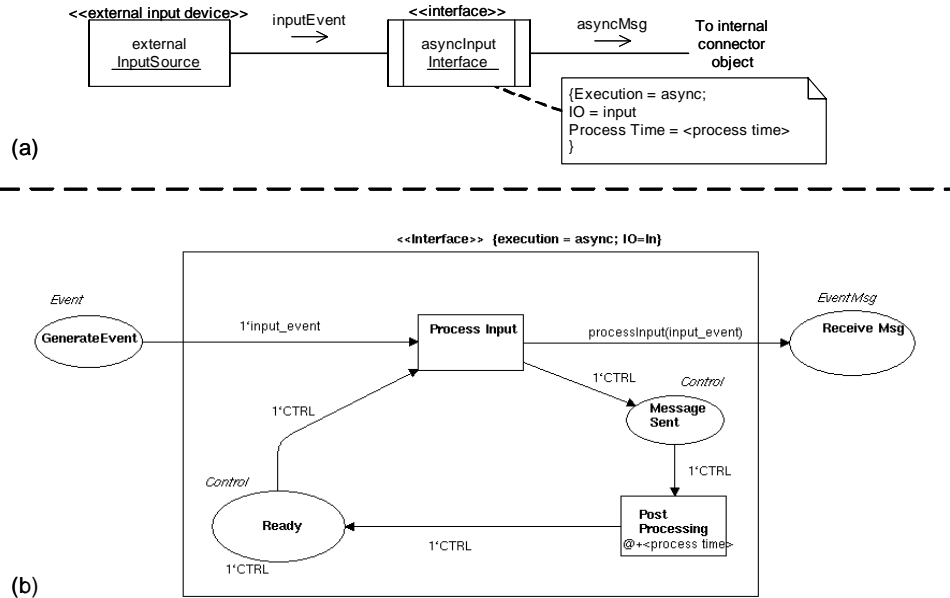 <<external input device>>
inputEvent
<<interface>>
asyncMsg
external
InputSource
asyncInput
Interface
To internal
connector
object
{Execution = async;
IO = input
Process Time = <process time>
}
(a)
<<Interface>> {execution = async; IO=In}
Event
GenerateEvent
1'input_event
Process Input
processInput(input_event)
EventMsg
Receive Msg
1'CTRL
Control
Message
Sent
1'CTRL
1'CTRL
Control
Ready
1'CTRL
1'CTRL
Post
Processing
@+<process time>
(b)